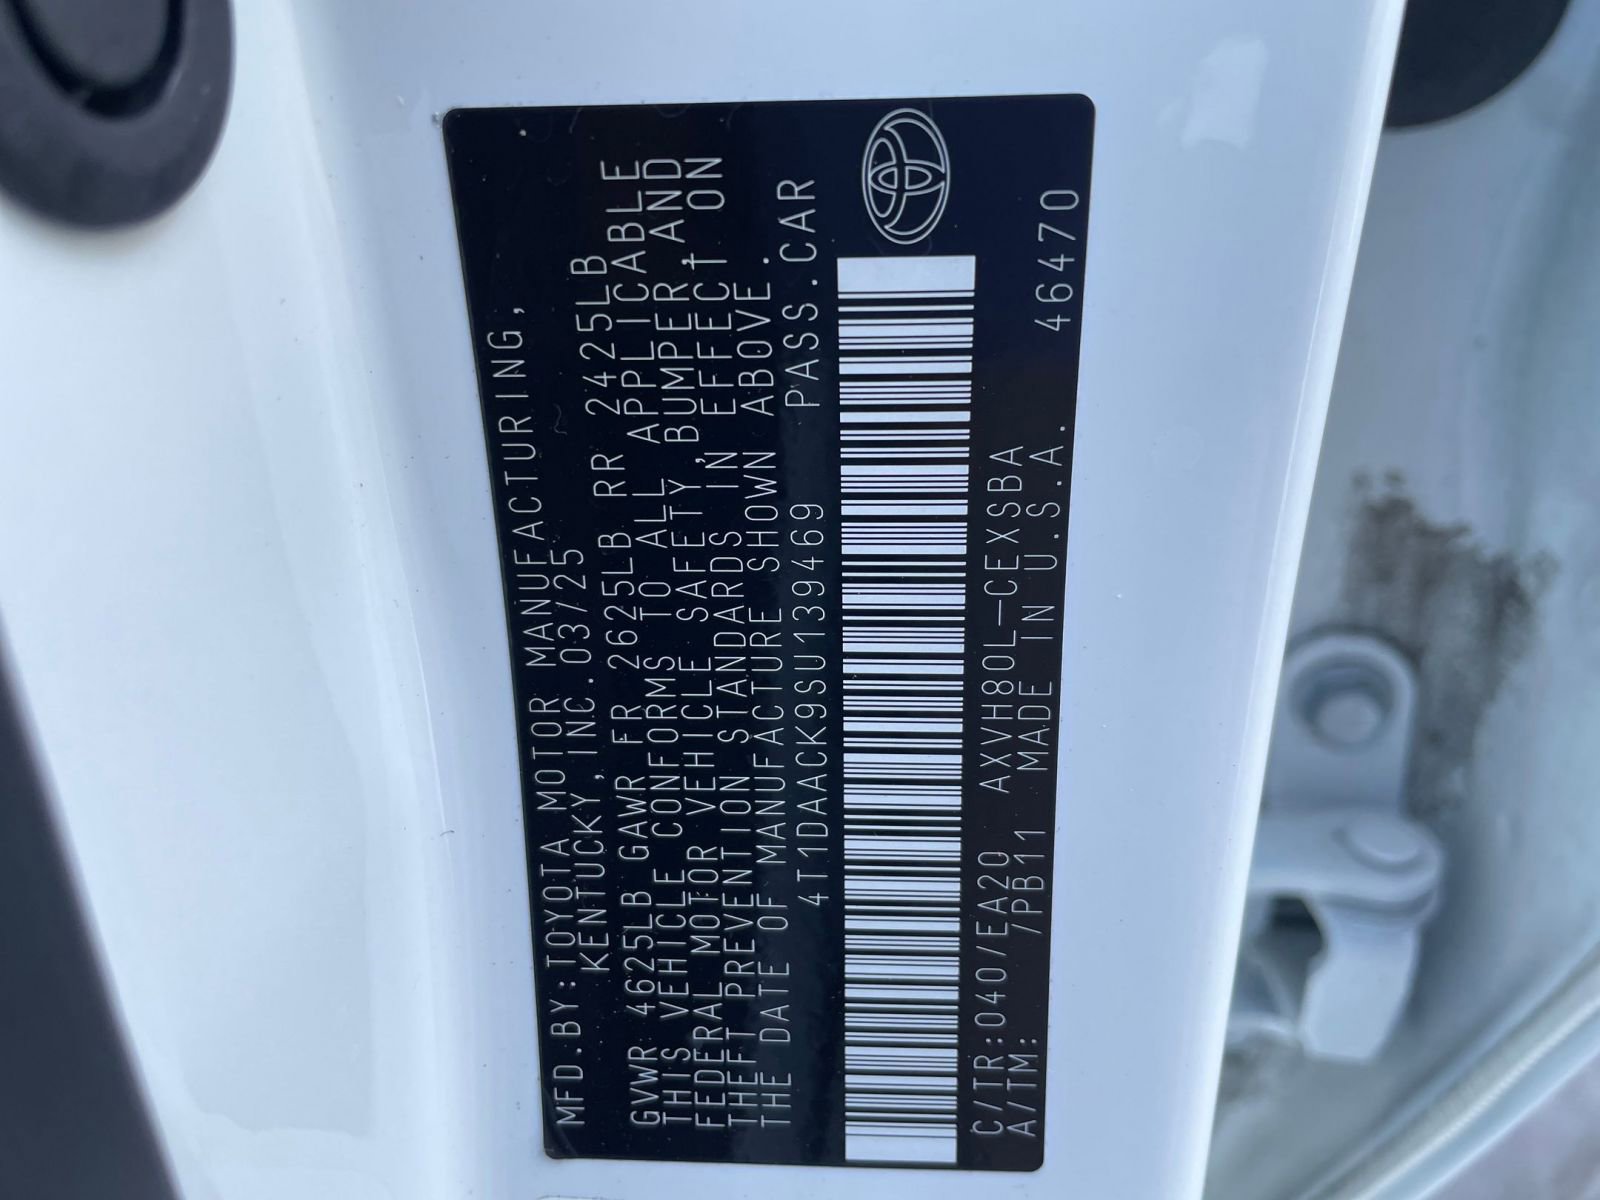 MFD.BY:TOYOTA MOTOR MANUFACTURING,
KENTUCKY,INC.03/25
GVWR 4625LB GAWR FR 2625LB RR 2425LB
THIS VEHICLE CONFORMS TO ALL APPLICABLE
FEDERAL MOTOR VEHICLE SAFETY,BUMPER,AND
THEFT PREVENTION STANDARDS IN EFFECT ON
THE DATE OF MANUFACTURE SHOWN ABOVE.
4T1DAACK9SU139469 PASS.CAR
C/TR:040/EA20 AXVH80L-CEXSBA
A/TM: /PB11 MADE IN U.S.A. 46470